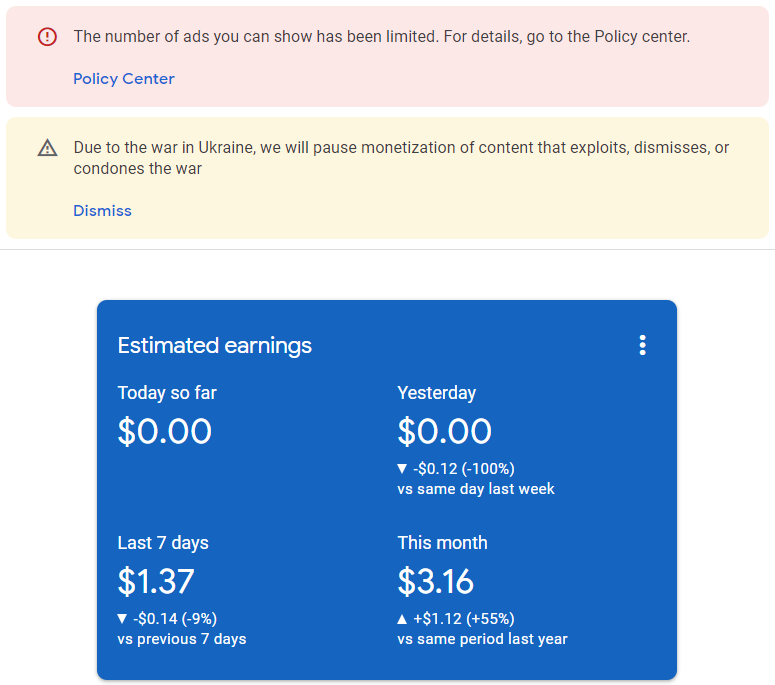 The number of ads you can show has been limited. For details, go to the Policy center.
Policy Center
Due to the war in Ukraine, we will pause monetization of content that exploits, dismisses, or
condones the war
Dismiss
Estimated earnings
Today so far
$0.00
Yesterday
$0.00
▼ -$0.12 (-100%)
vs same day last week
Last 7 days
$1.37
▼ -$0.14 (-9%)
vs previous 7 days
This month
$3.16
▲ +$1.12 (+55%)
vs same period last year